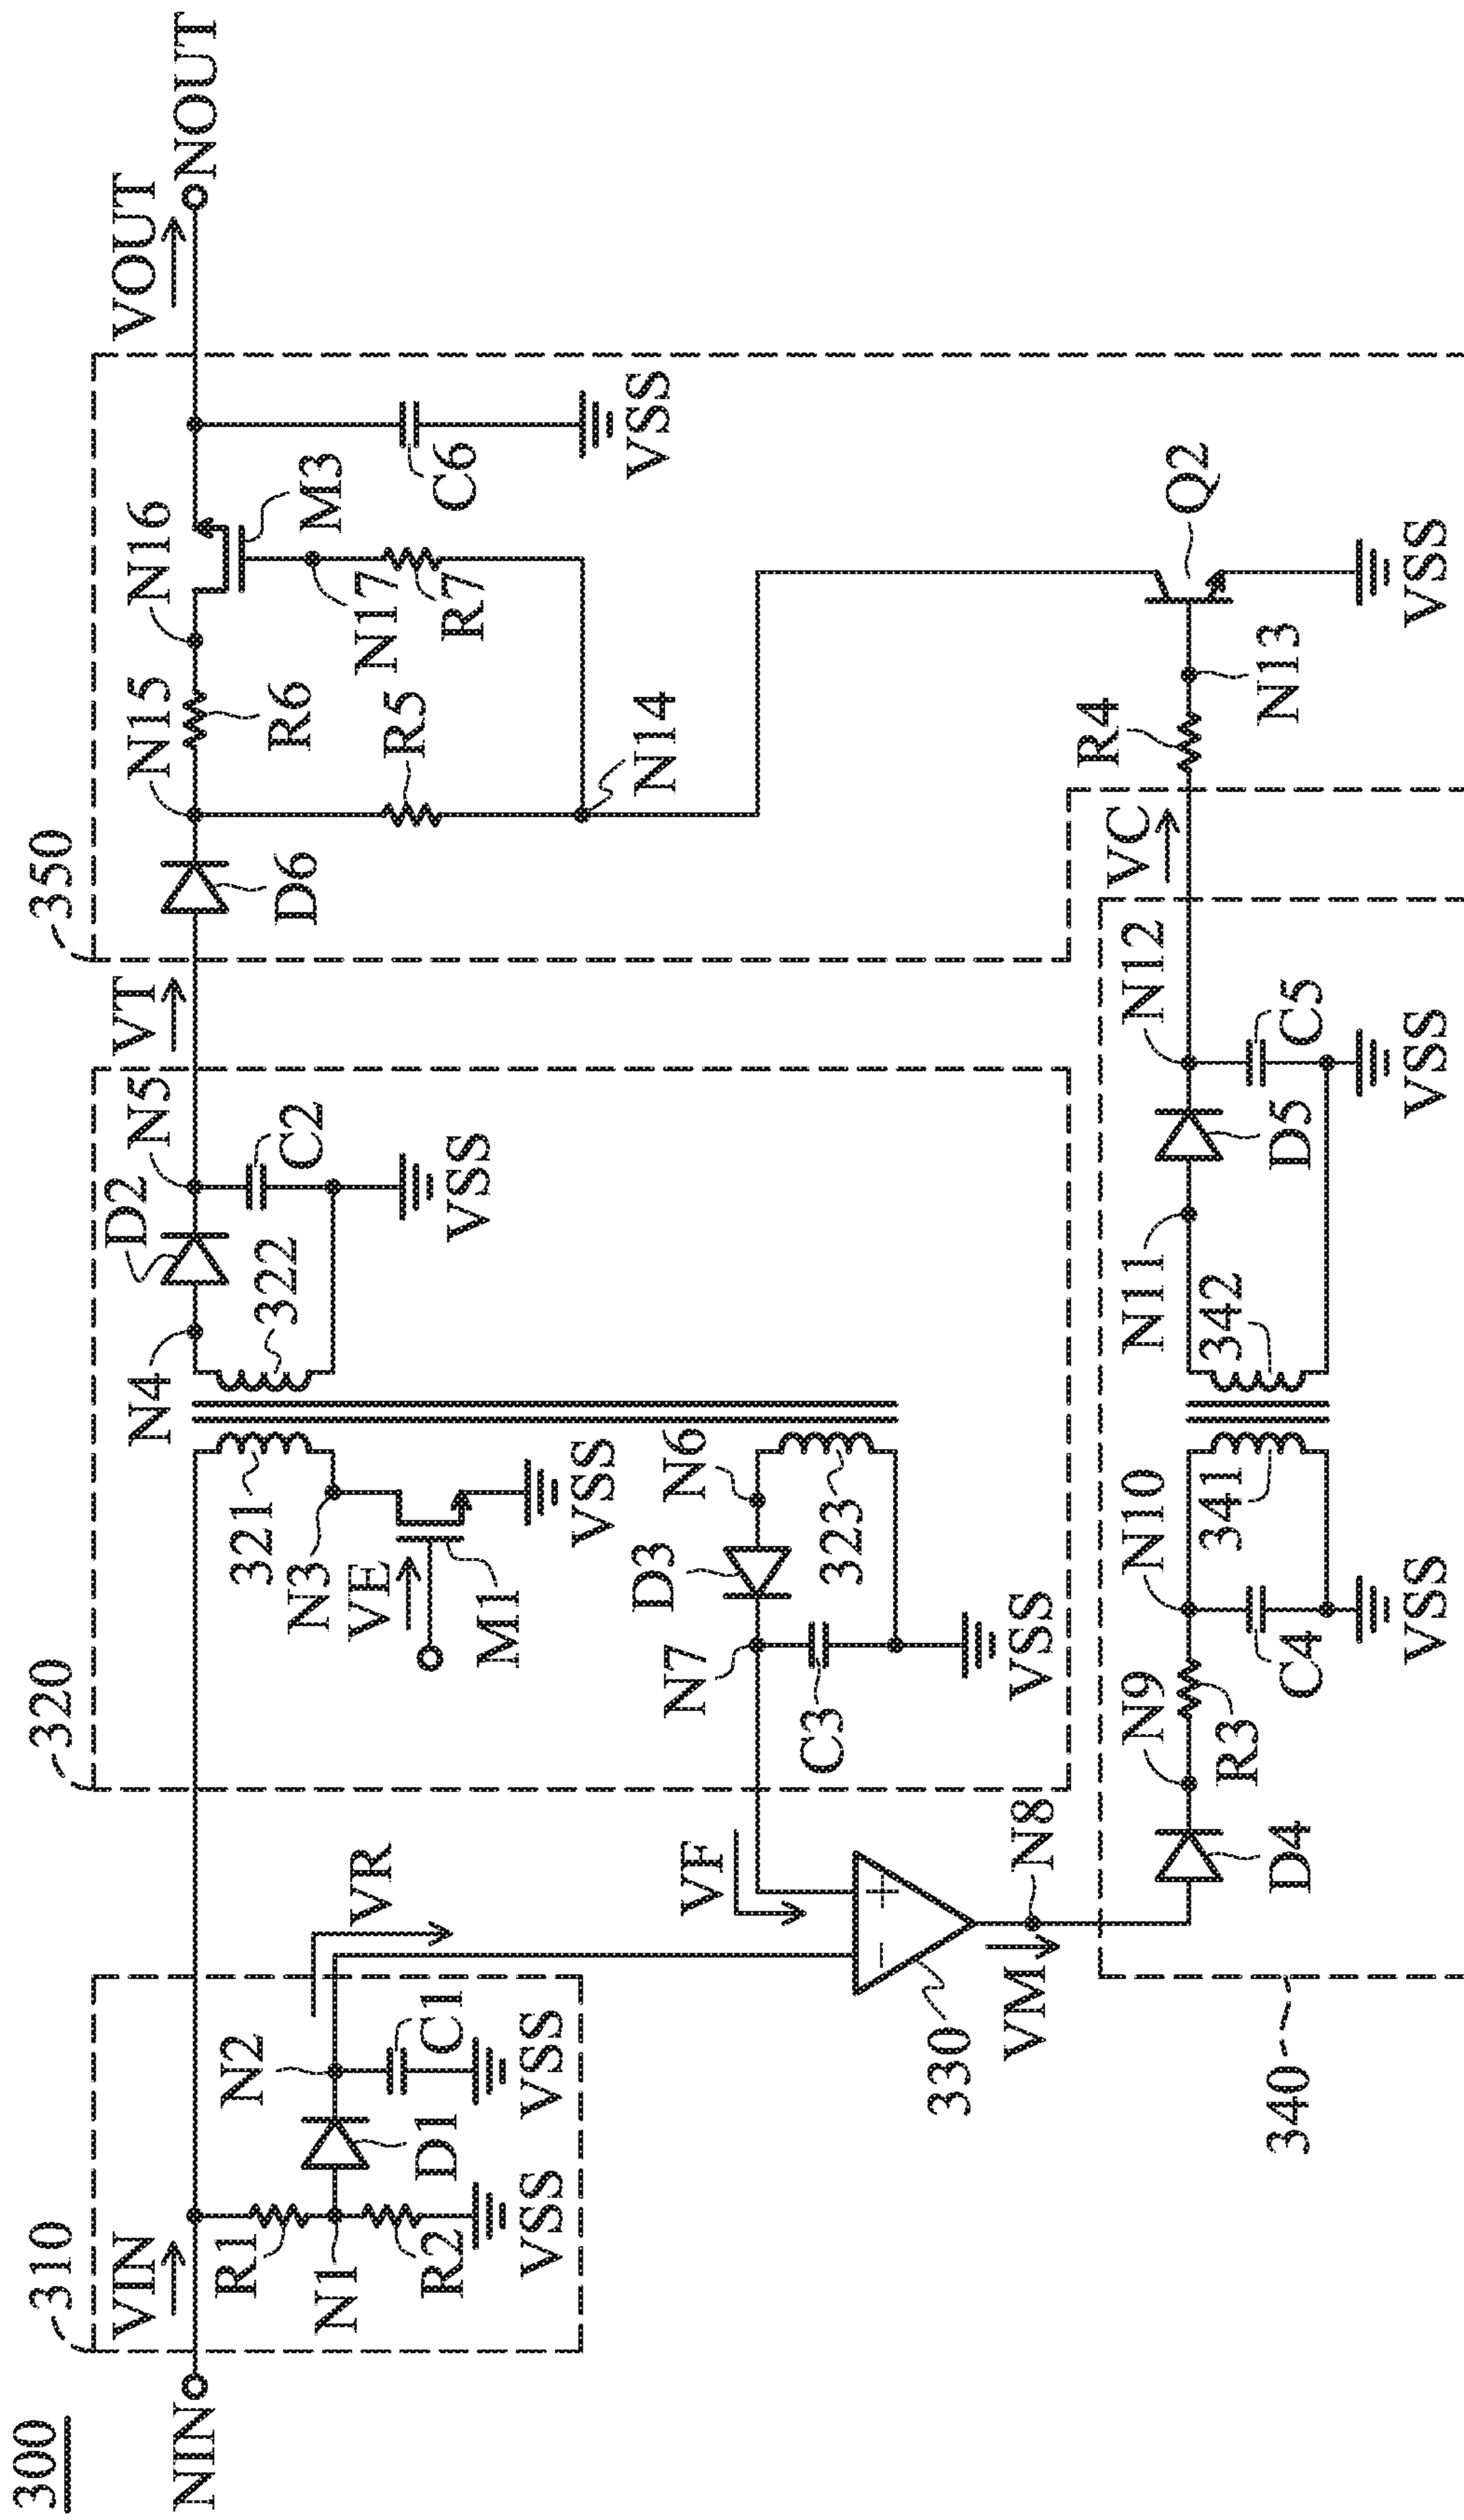 300
310
320
350
NIN
VIN
R1
N1
R2
VSS
D1
N2
C1
VSS
VR
321
N3
VE
M1
VSS
N4
322
D2
N5
C2
VSS
VT
D6
N15
R6
R5
N14
N16
N17
R7
M3
C6
VSS
VOUT
NOUT
VF
N7
D3
N6
323
C3
VSS
−
+
330
VM
N8
340
D4
N9
R3
N10
C4
341
VSS
342
N11
D5
N12
C5
VSS
VC
R4
N13
Q2
VSS